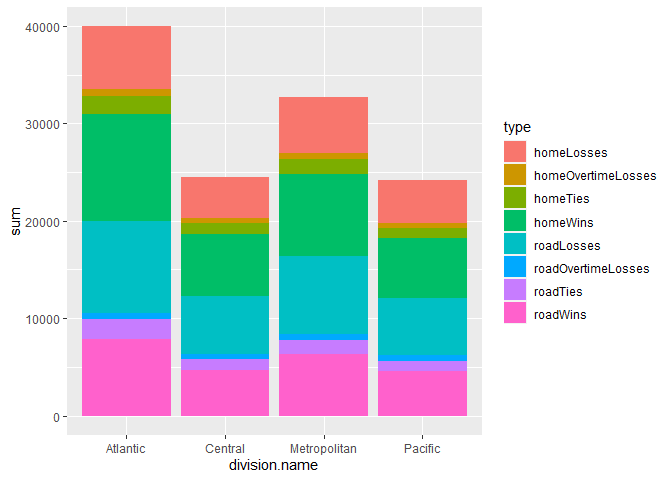 40000
30000
20000
10000
0
sum
Atlantic
Central
Metropolitan
Pacific
division.name
type
homeLosses
homeOvertimeLosses
homeTies
homeWins
roadLosses
roadOvertimeLosses
roadTies
roadWins